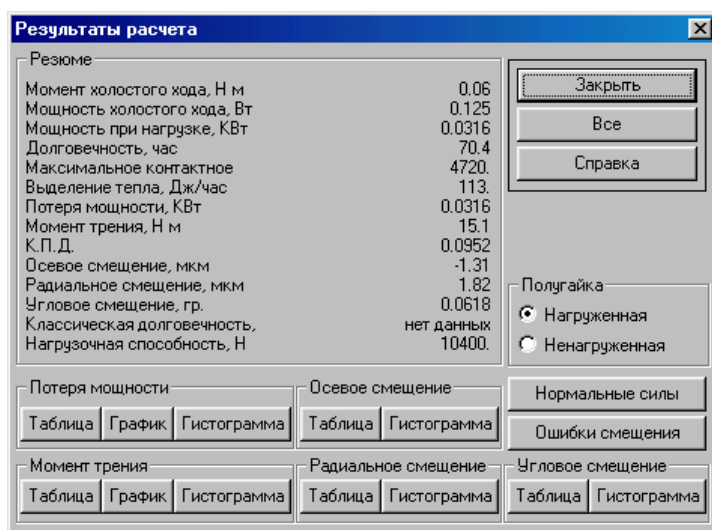 Результаты расчета
Резюме
Момент холостого хода, Н м 0.06
Мощность холостого хода, Вт 0.125
Мощность при нагрузке, КВт 0.0316
Долговечность, час 70.4
Максимальное контактное 4720.
Выделение тепла, Дж/час 113.
Потеря мощности, КВт 0.0316
Момент трения, Н м 15.1
К.П.Д. 0.0952
Осевое смещение, мкм -1.31
Радиальное смещение, мкм 1.82
Угловое смещение, гр. 0.0618
Классическая долговечность, нет данных
Нагрузочная способность, Н 10400.
Закрыть
Все
Справка
Полугайка
Нагруженная
Ненагруженная
Потеря мощности
Таблица График Гистограмма
Осевое смещение
Таблица Гистограмма
Нормальные силы
Ошибки смещения
Момент трения
Таблица График Гистограмма
Радиальное смещение
Таблица Гистограмма
Угловое смещение
Таблица Гистограмма